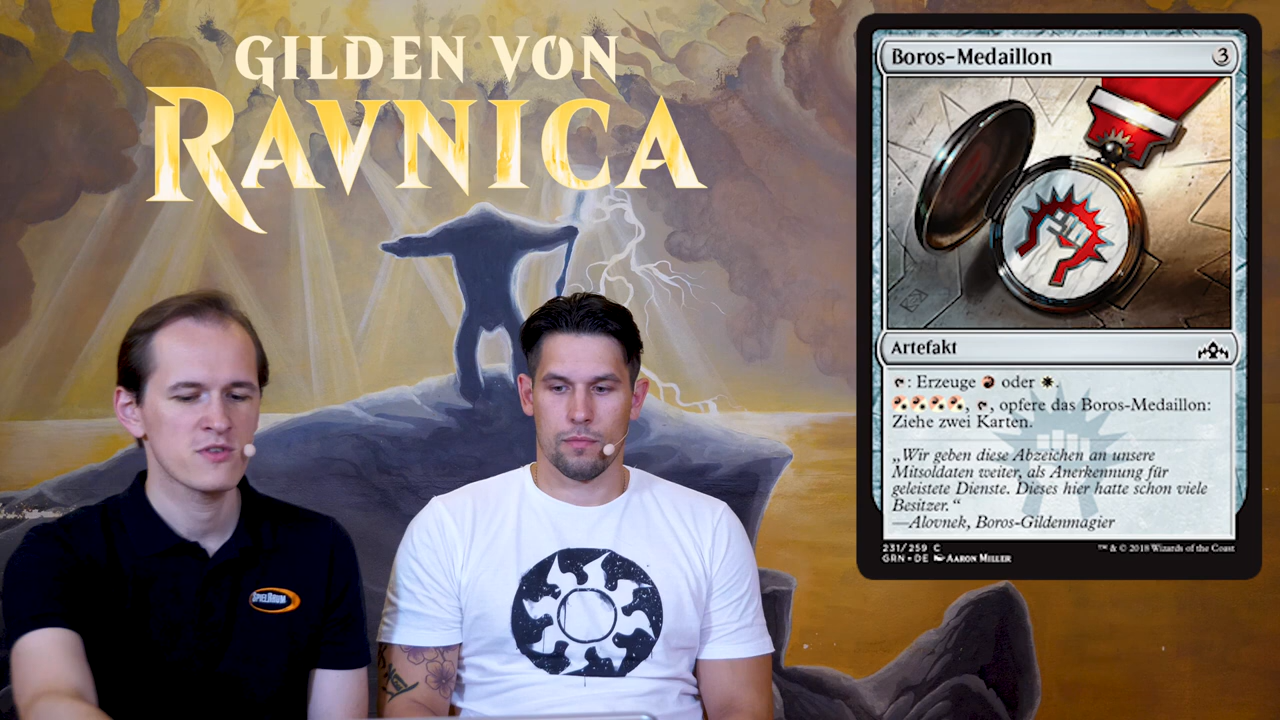 GILDEN VON
RAVNICA
Boros-Medaillon
3
Artefakt
: Erzeuge oder .
, , opfere das Boros-Medaillon:
Ziehe zwei Karten.
„Wir geben diese Abzeichen an unsere
Mitsoldaten weiter, als Anerkennung für
geleistete Dienste. Dieses hier hatte schon viele
Besitzer.“
—Alovnek, Boros-Gildenmagier
231/259 C
GRN • DE AARON MILLER
™ & © 2018 Wizards of the Coast
SPIELRAUM